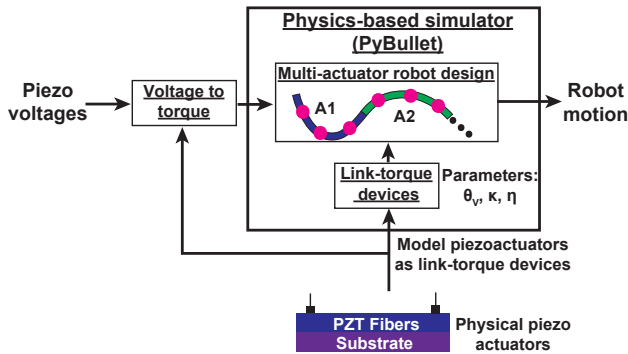 Physics-based simulator
(PyBullet)
Multi-actuator robot design
Piezo
voltages
Voltage to
torque
A1
A2
Robot
motion
Link-torque
devices
Parameters:
θv, κ, η
Model piezoactuators
as link-torque devices
PZT Fibers
Substrate
Physical piezo
actuators